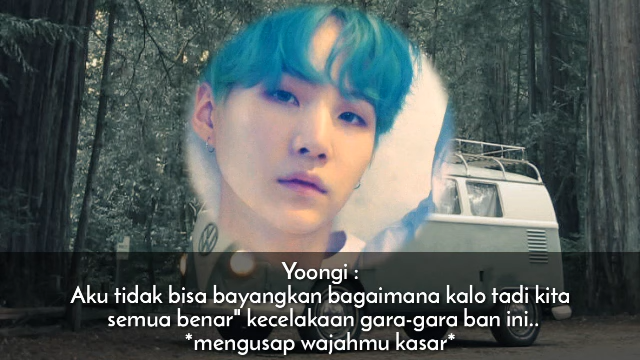 Yoongi :
Aku tidak bisa bayangkan bagaimana kalo tadi kita
semua benar" kecelakaan gara-gara ban ini..
*mengusap wajahmu kasar*